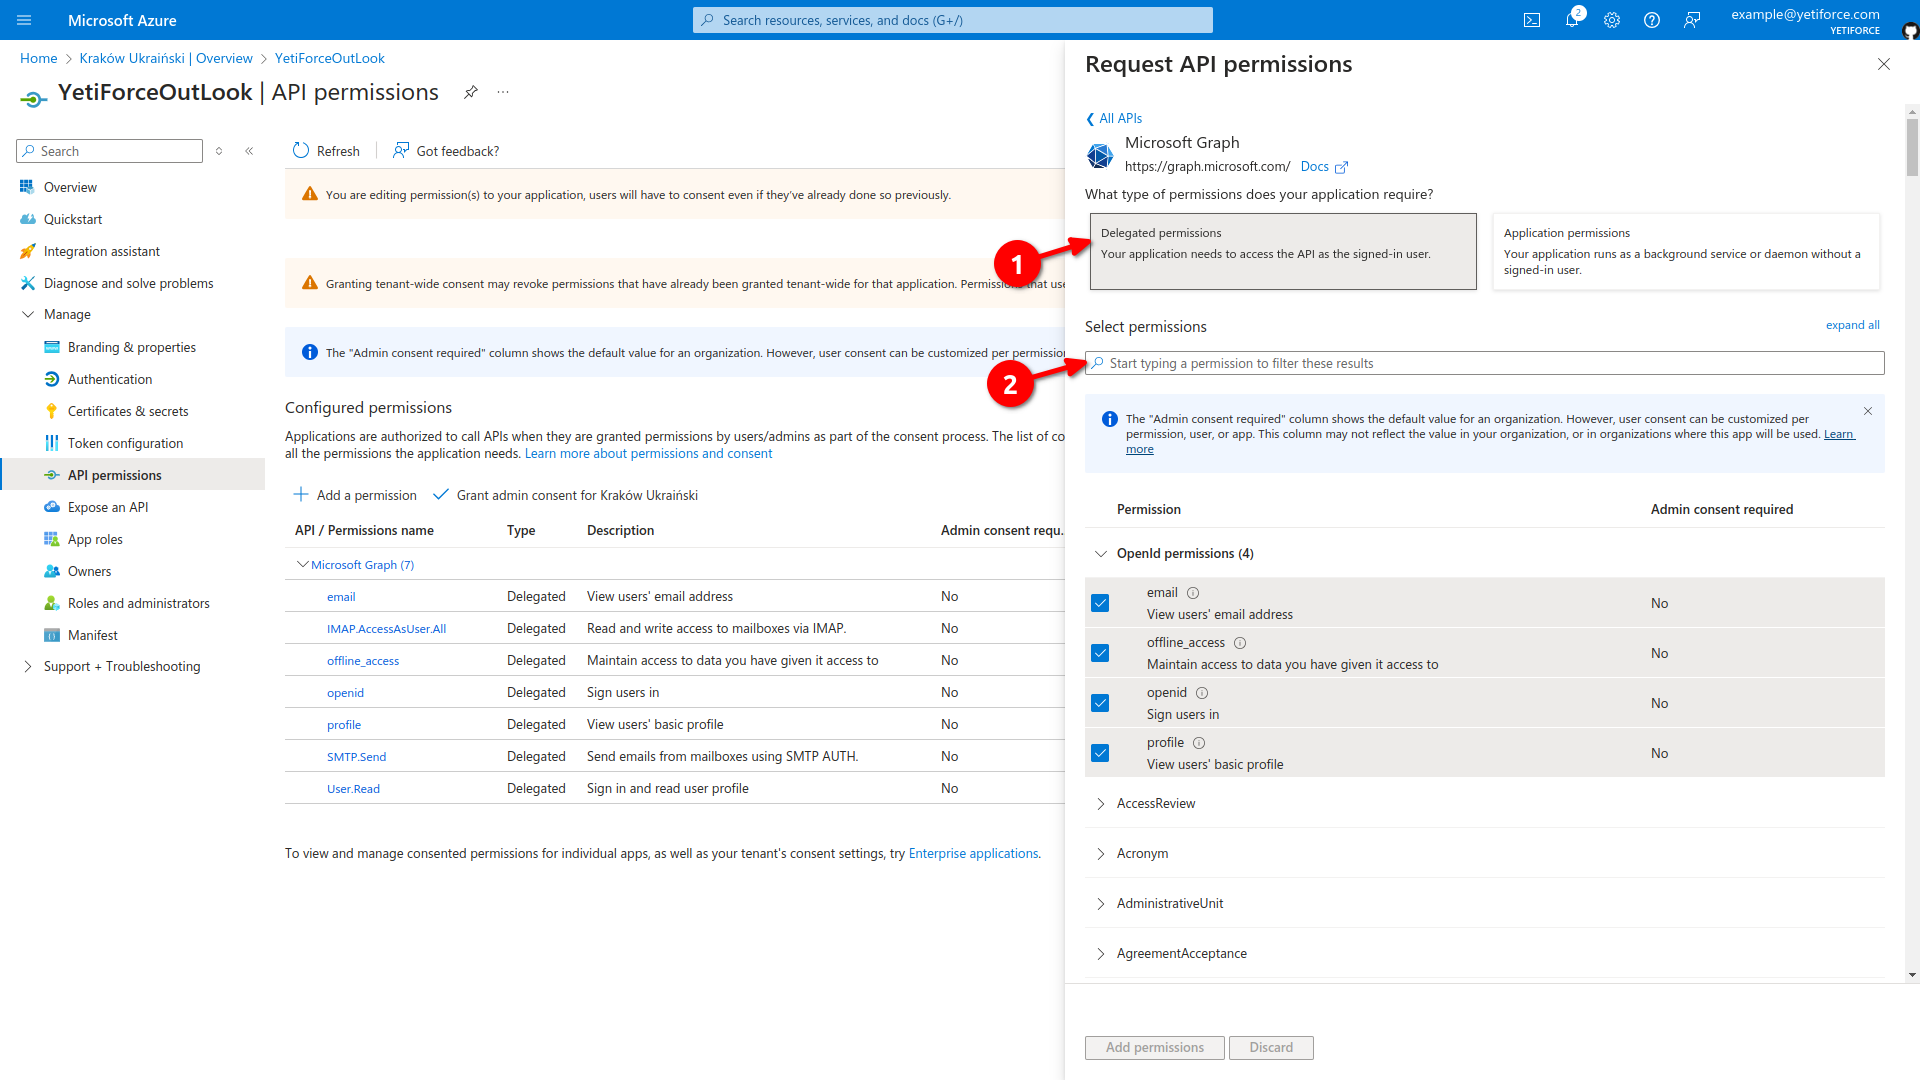 Microsoft Azure
Search resources, services, and docs (G+/)
2
example@yetiforce.com
YETIFORCE
Home
Kraków Ukraiński | Overview
YetiForceOutLook
YetiForceOutLook | API permissions
...
Search
Overview
Quickstart
Integration assistant
Diagnose and solve problems
Manage
Branding & properties
Authentication
Certificates & secrets
Token configuration
API permissions
Expose an API
App roles
Owners
Roles and administrators
Manifest
Support + Troubleshooting
Refresh
Got feedback?
You are editing permission(s) to your application, users will have to consent even if they've already done so previously.
Granting tenant-wide consent may revoke permissions that have already been granted tenant-wide for that application. Permissions that use
The "Admin consent required" column shows the default value for an organization. However, user consent can be customized per permissio
Configured permissions
Applications are authorized to call APIs when they are granted permissions by users/admins as part of the consent process. The list of co
all the permissions the application needs. Learn more about permissions and consent
Add a permission
Grant admin consent for Kraków Ukraiński
API / Permissions name Type Description Admin consent requ...
Microsoft Graph (7)
email Delegated View users' email address No
IMAP.AccessAsUser.All Delegated Read and write access to mailboxes via IMAP. No
offline_access Delegated Maintain access to data you have given it access to No
openid Delegated Sign users in No
profile Delegated View users' basic profile No
SMTP.Send Delegated Send emails from mailboxes using SMTP AUTH. No
User.Read Delegated Sign in and read user profile No
To view and manage consented permissions for individual apps, as well as your tenant's consent settings, try Enterprise applications.
Request API permissions
All APIs
Microsoft Graph
https://graph.microsoft.com/ Docs
What type of permissions does your application require?
1
Delegated permissions
Your application needs to access the API as the signed-in user.
Application permissions
Your application runs as a background service or daemon without a
signed-in user.
Select permissions
expand all
2
Start typing a permission to filter these results
The "Admin consent required" column shows the default value for an organization. However, user consent can be customized per
permission, user, or app. This column may not reflect the value in your organization, or in organizations where this app will be used. Learn
more
Permission Admin consent required
OpenId permissions (4)
email
View users' email address
No
offline_access
Maintain access to data you have given it access to
No
openid
Sign users in
No
profile
View users' basic profile
No
AccessReview
Acronym
AdministrativeUnit
AgreementAcceptance
Add permissions
Discard